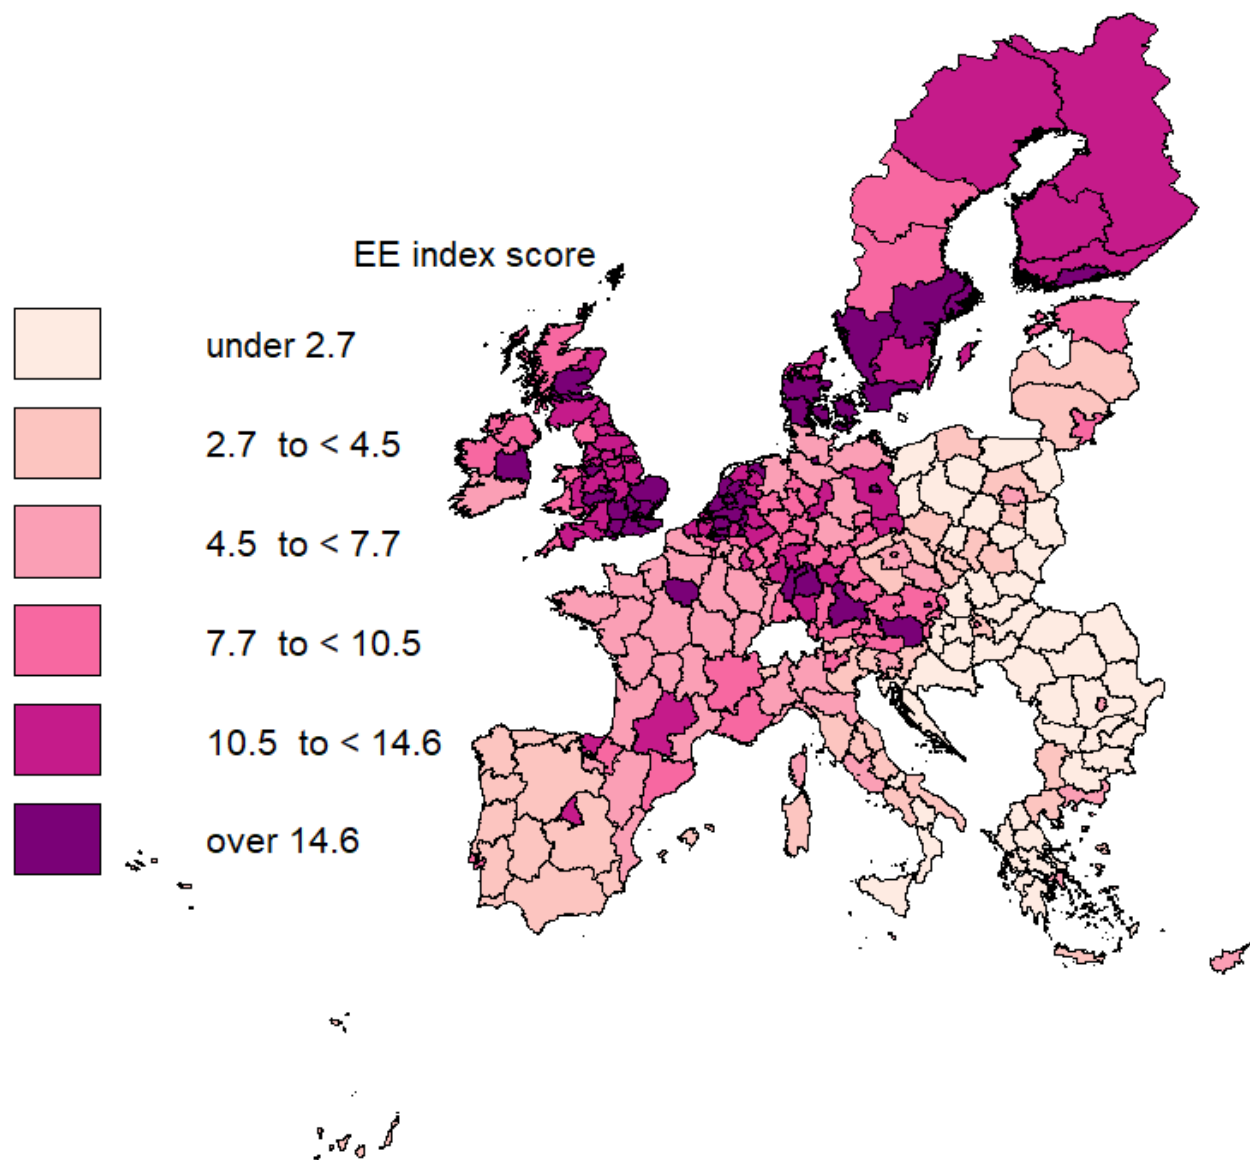 EE index score
under 2.7
2.7 to < 4.5
4.5 to < 7.7
7.7 to < 10.5
10.5 to < 14.6
over 14.6